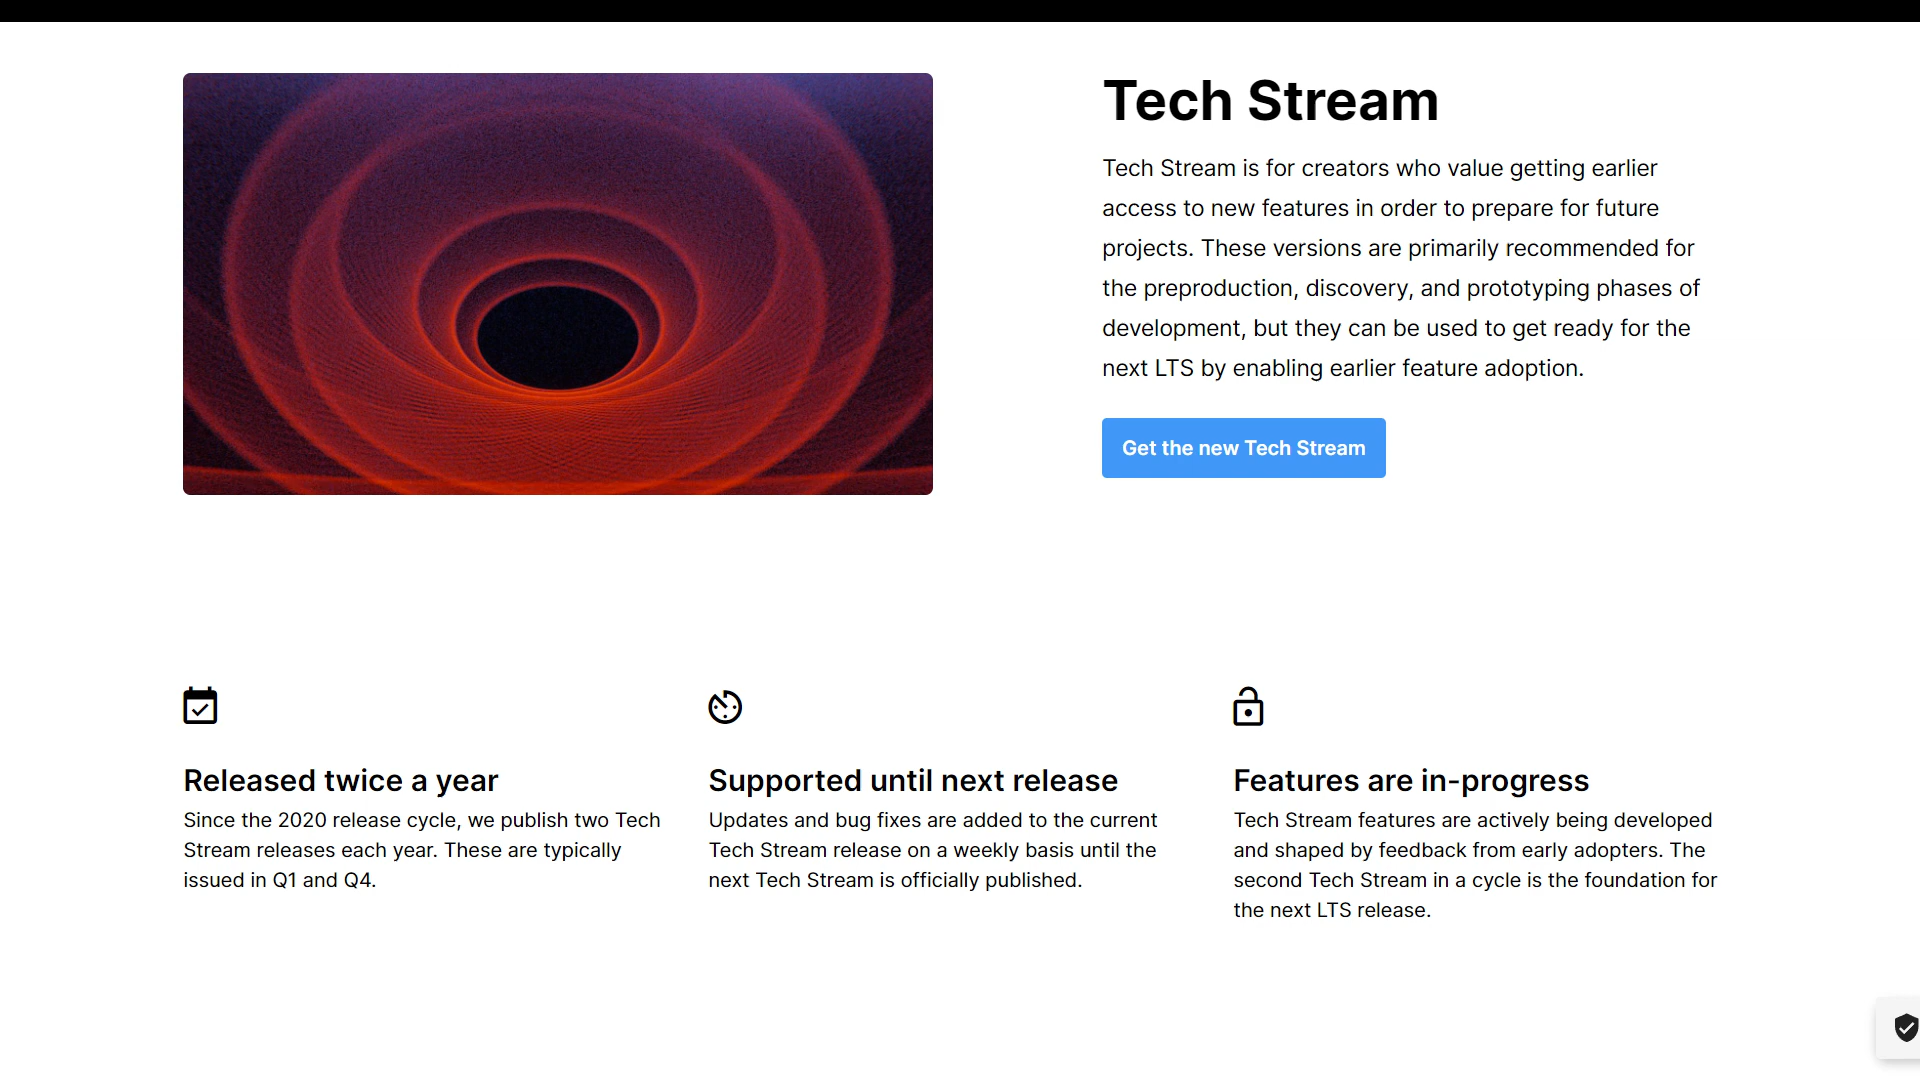 Tech Stream
Tech Stream is for creators who value getting earlier
access to new features in order to prepare for future
projects. These versions are primarily recommended for
the preproduction, discovery, and prototyping phases of
development, but they can be used to get ready for the
next LTS by enabling earlier feature adoption.
Get the new Tech Stream
Released twice a year
Since the 2020 release cycle, we publish two Tech
Stream releases each year. These are typically
issued in Q1 and Q4.
Supported until next release
Updates and bug fixes are added to the current
Tech Stream release on a weekly basis until the
next Tech Stream is officially published.
Features are in-progress
Tech Stream features are actively being developed
and shaped by feedback from early adopters. The
second Tech Stream in a cycle is the foundation for
the next LTS release.